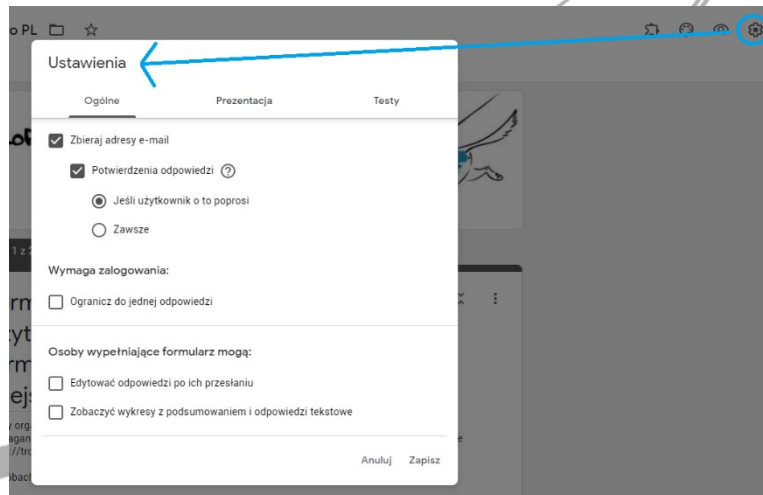 o PL
Ustawienia
Ogólne Prezentacja Testy
Zbieraj adresy e-mail
Potwierdzenia odpowiedzi ?
Jeśli użytkownik o to poprosi
Zawsze
1 z
Wymaga zalogowania:
Ogranicz do jednej odpowiedzi
Osoby wypełniające formularz mogą:
Edytować odpowiedzi po ich przesłaniu
Zobaczyć wykresy z podsumowaniem i odpowiedzi tekstowe
Anuluj Zapisz